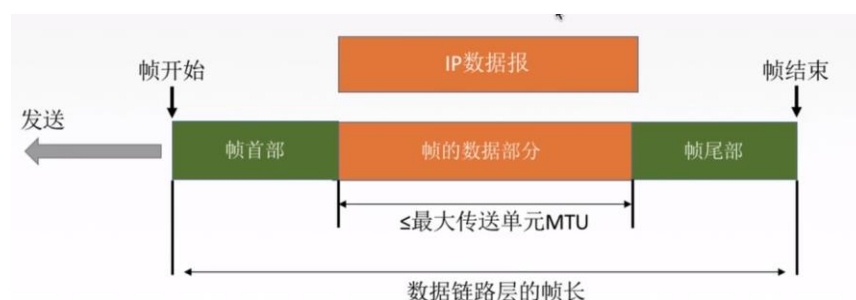 IP数据报
帧开始
帧结束
发送
帧首部
帧的数据部分
帧尾部
≤最大传送单元MTU
数据链路层的帧长